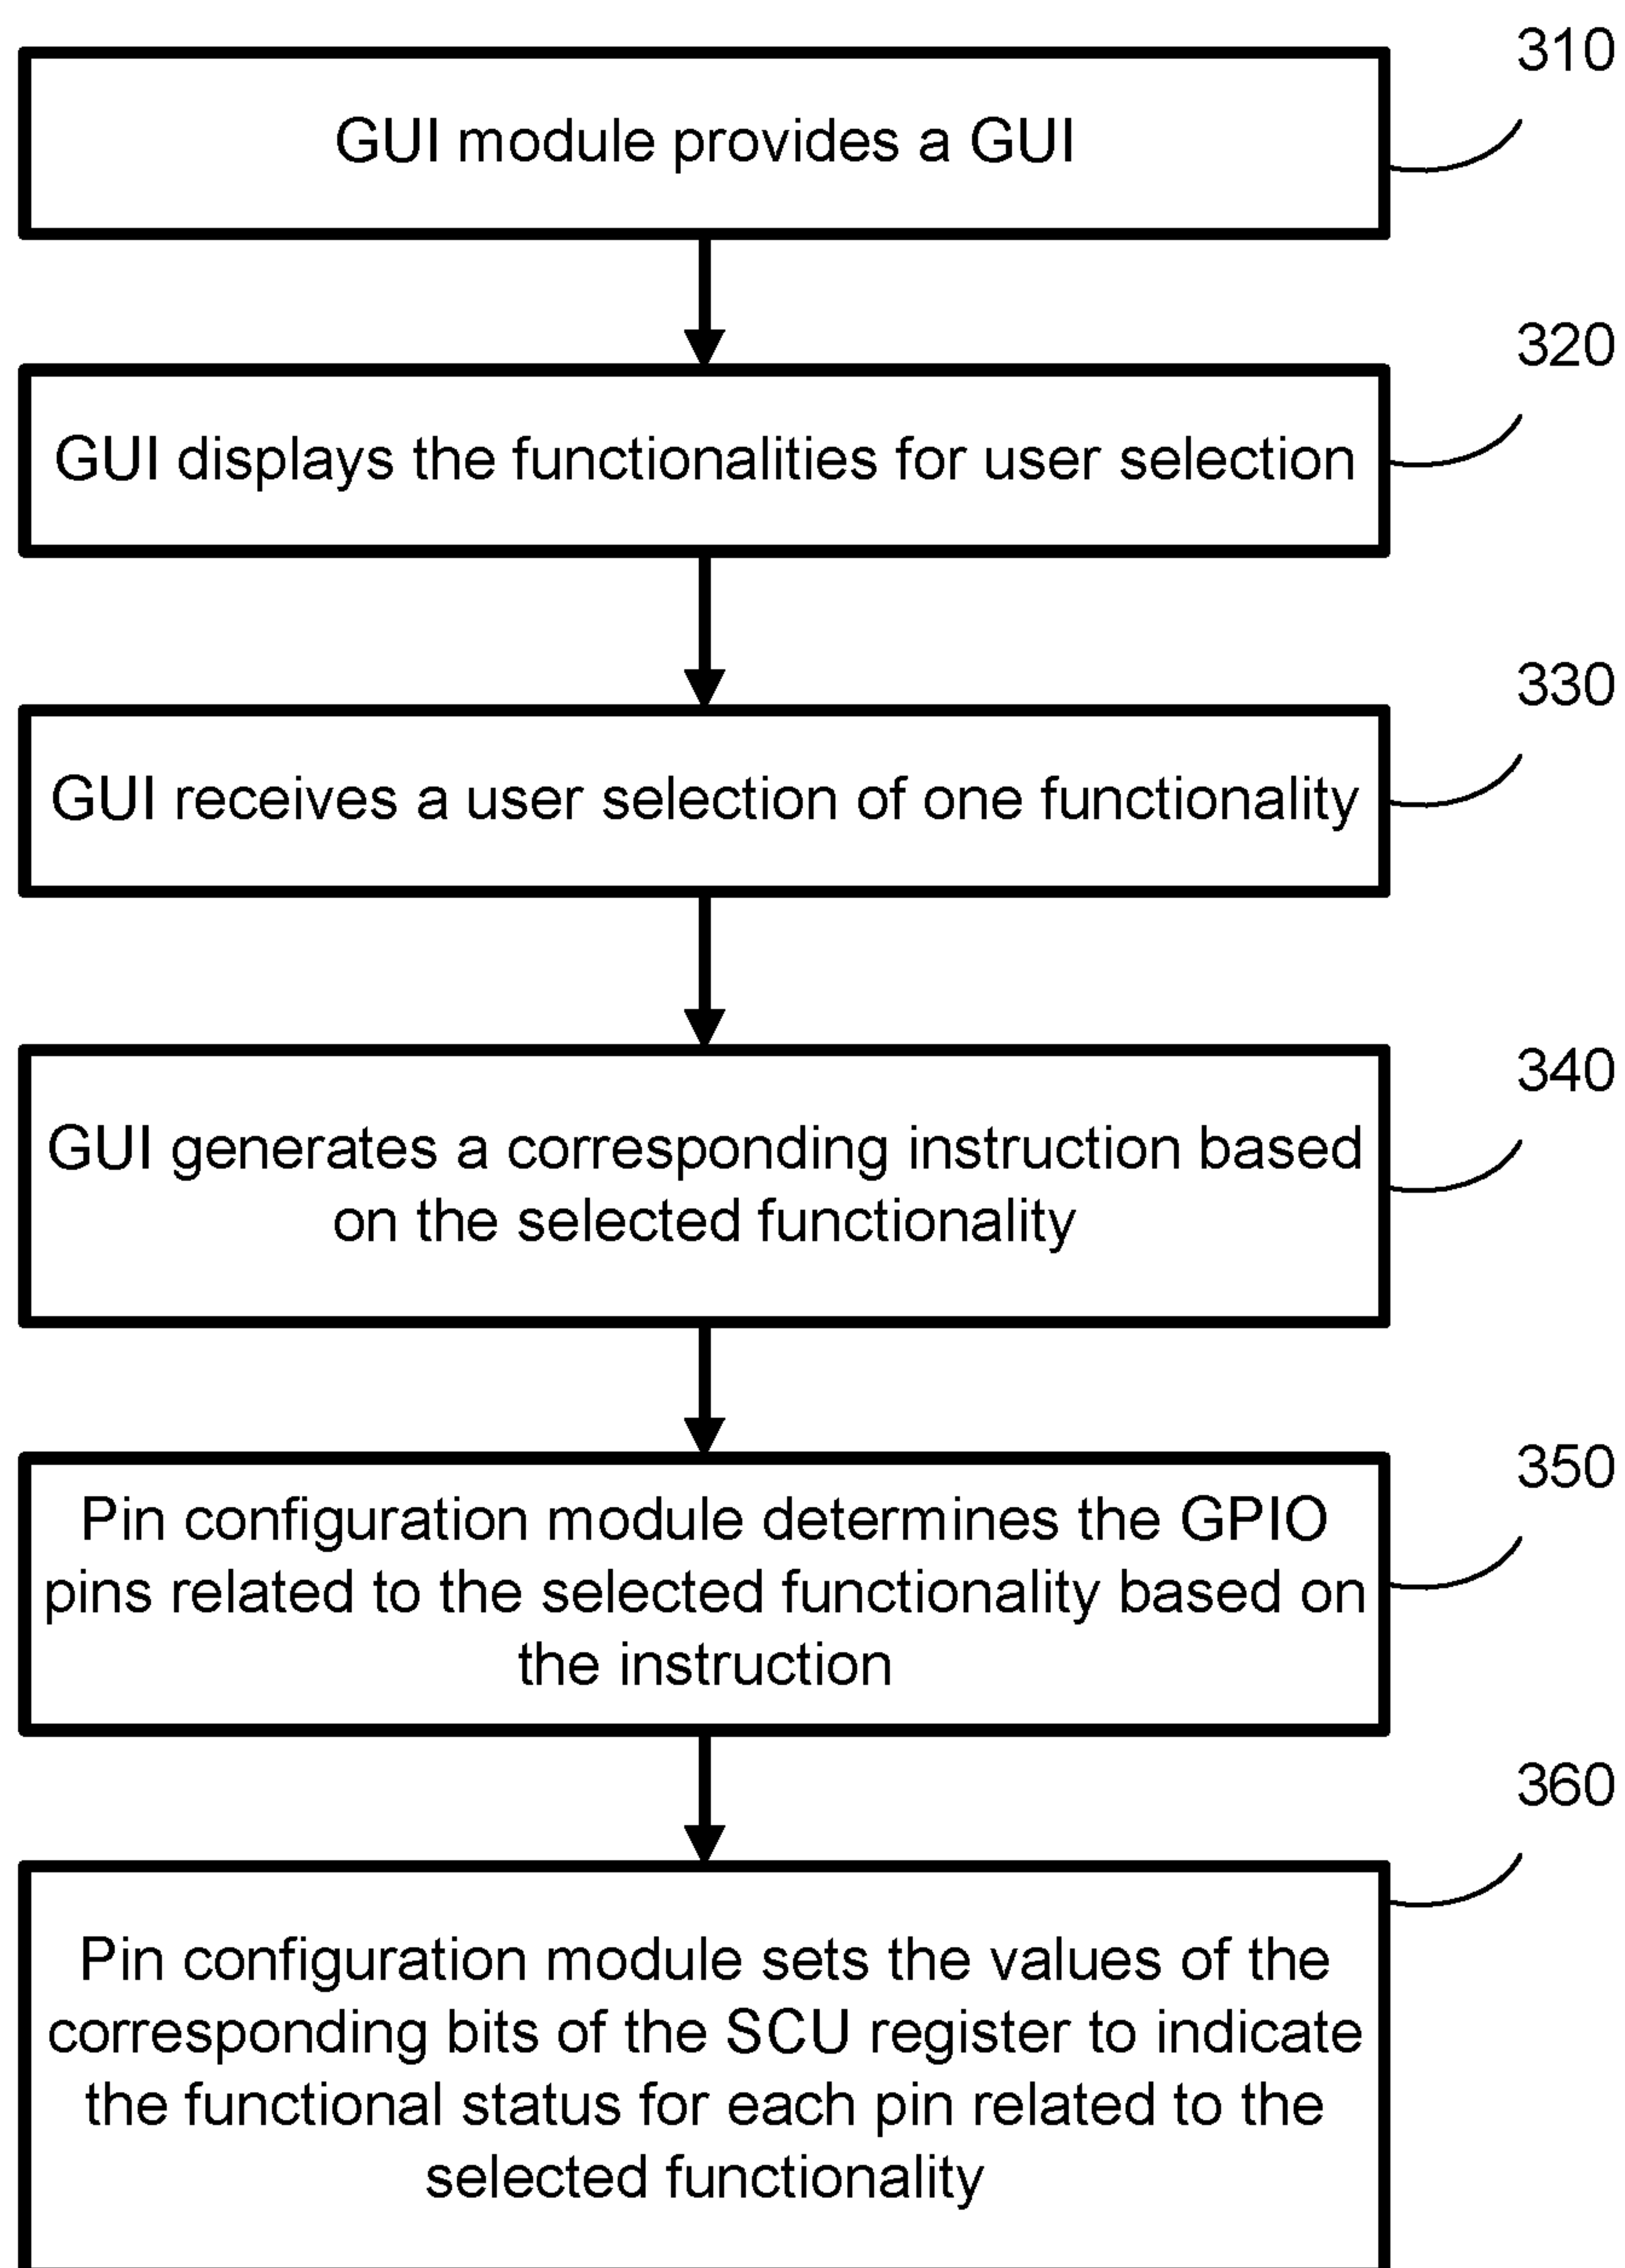 310
GUI module provides a GUI
320
GUI displays the functionalities for user selection
330
GUI receives a user selection of one functionality
340
GUI generates a corresponding instruction based
on the selected functionality
350
Pin configuration module determines the GPIO
pins related to the selected functionality based on
the instruction
360
Pin configuration module sets the values of the
corresponding bits of the SCU register to indicate
the functional status for each pin related to the
selected functionality